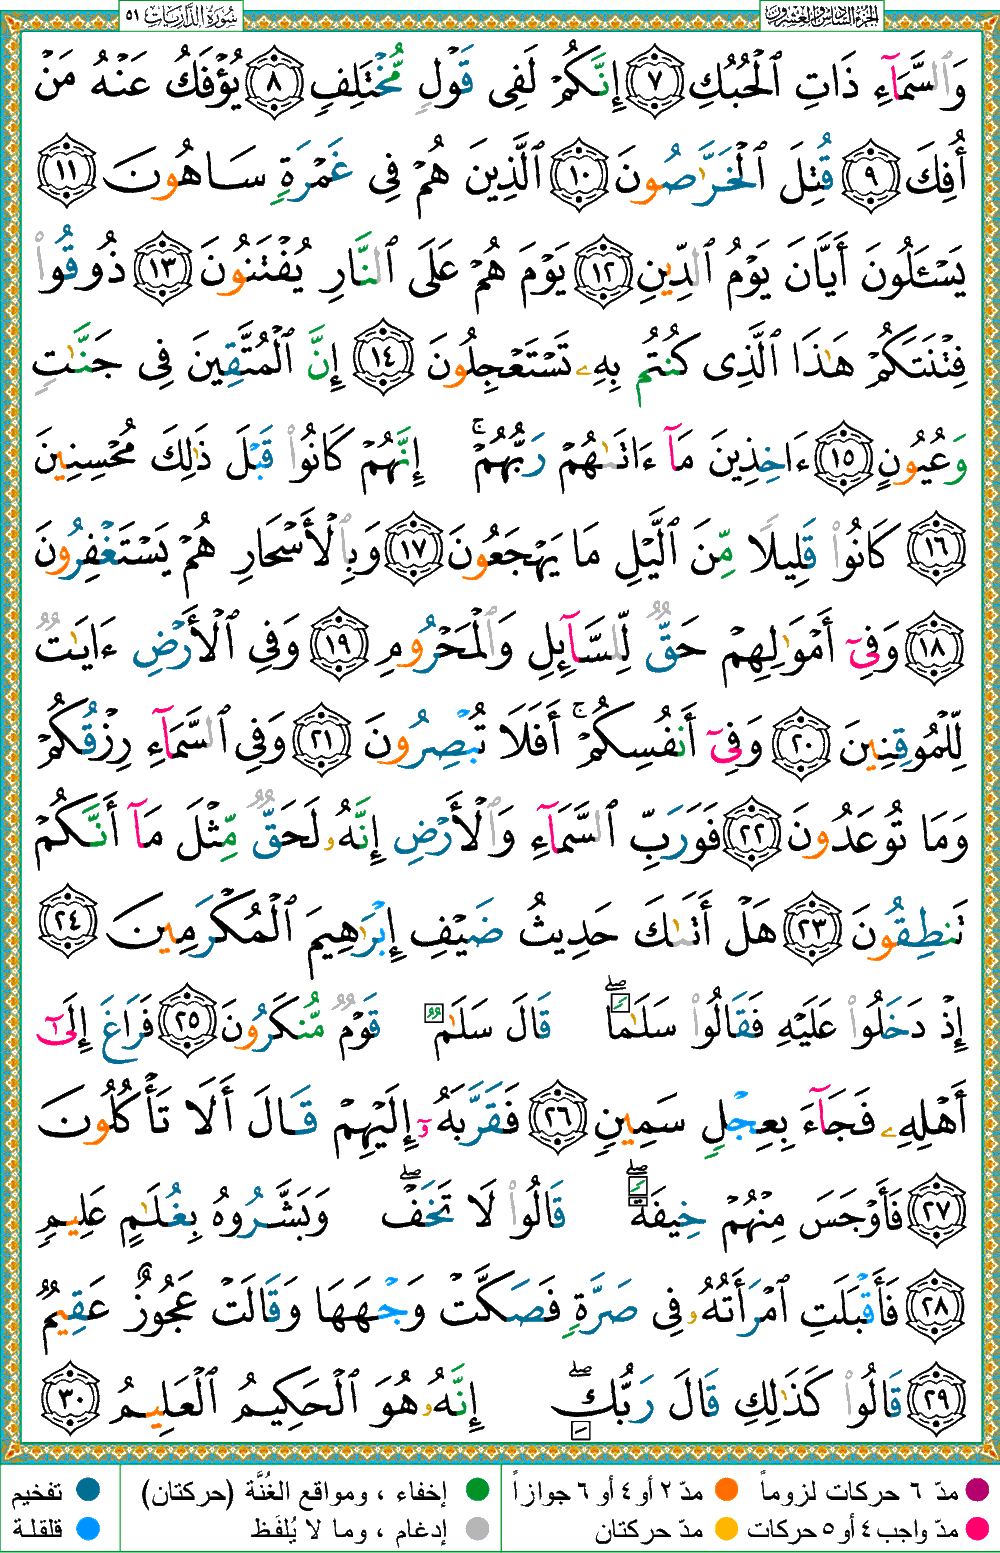 الجزء السادس والعشرون سُورَةُ الذَّارِيَات ٥١
وَٱلسَّمَآءِ ذَاتِ ٱلْحُبُكِ ٧ إِنَّكُمْ لَفِى قَوْلٍ مُّخْتَلِفٍ ٨ يُؤْفَكُ عَنْهُ مَنْ
أُفِكَ ٩ قُتِلَ ٱلْخَرَّٰصُونَ ١٠ ٱلَّذِينَ هُمْ فِى غَمْرَةٍ سَاهُونَ ١١
يَسْـَٔلُونَ أَيَّانَ يَوْمُ ٱلدِّينِ ١٢ يَوْمَ هُمْ عَلَى ٱلنَّارِ يُفْتَنُونَ ١٣ ذُوقُوا۟
فِتْنَتَكُمْ هَـٰذَا ٱلَّذِى كُنتُم بِهِۦ تَسْتَعْجِلُونَ ١٤ إِنَّ ٱلْمُتَّقِينَ فِى جَنَّـٰتٍ
وَعُيُونٍ ١٥ ءَاخِذِينَ مَآ ءَاتَىٰهُمْ رَبُّهُمْ ۚ إِنَّهُمْ كَانُوا۟ قَبْلَ ذَٰلِكَ مُحْسِنِينَ
١٦ كَانُوا۟ قَلِيلًا مِّنَ ٱلَّيْلِ مَا يَهْجَعُونَ ١٧ وَبِٱلْأَسْحَارِ هُمْ يَسْتَغْفِرُونَ
١٨ وَفِىٓ أَمْوَٰلِهِمْ حَقٌّ لِّلسَّآئِلِ وَٱلْمَحْرُومِ ١٩ وَفِى ٱلْأَرْضِ ءَايَـٰتٌ
لِّلْمُوقِنِينَ ٢٠ وَفِىٓ أَنفُسِكُمْ ۚ أَفَلَا تُبْصِرُونَ ٢١ وَفِى ٱلسَّمَآءِ رِزْقُكُمْ
وَمَا تُوعَدُونَ ٢٢ فَوَرَبِّ ٱلسَّمَآءِ وَٱلْأَرْضِ إِنَّهُۥ لَحَقٌّ مِّثْلَ مَآ أَنَّكُمْ
تَنطِقُونَ ٢٣ هَلْ أَتَىٰكَ حَدِيثُ ضَيْفِ إِبْرَٰهِيمَ ٱلْمُكْرَمِينَ ٢٤
إِذْ دَخَلُوا۟ عَلَيْهِ فَقَالُوا۟ سَلَـٰمًا ۖ قَالَ سَلَـٰمٌ قَوْمٌ مُّنكَرُونَ ٢٥ فَرَاغَ إِلَىٰٓ
أَهْلِهِۦ فَجَآءَ بِعِجْلٍ سَمِينٍ ٢٦ فَقَرَّبَهُۥٓ إِلَيْهِمْ قَالَ أَلَا تَأْكُلُونَ
٢٧ فَأَوْجَسَ مِنْهُمْ خِيفَةً ۖ قَالُوا۟ لَا تَخَفْ ۖ وَبَشَّرُوهُ بِغُلَـٰمٍ عَلِيمٍ
٢٨ فَأَقْبَلَتِ ٱمْرَأَتُهُۥ فِى صَرَّةٍ فَصَكَّتْ وَجْهَهَا وَقَالَتْ عَجُوزٌ عَقِيمٌ
٢٩ قَالُوا۟ كَذَٰلِكِ قَالَ رَبُّكِ ۖ إِنَّهُۥ هُوَ ٱلْحَكِيمُ ٱلْعَلِيمُ ٣٠
مدّ ٦ حركات لزوماً مدّ ٢ أو ٤ أو ٦ جوازاً إخفاء ، ومواقع الغُنَّة (حركتان) تفخيم
مدّ واجب ٤ أو ٥ حركات مدّ حركتان إدغام ، وما لا يُلفَظ قلقلة